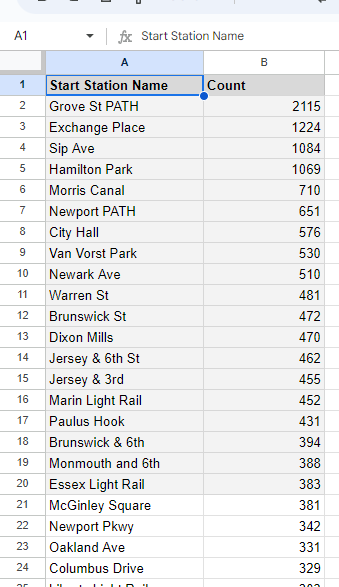 A1 Start Station Name
A B
1 Start Station Name Count
2 Grove St PATH 2115
3 Exchange Place 1224
4 Sip Ave 1084
5 Hamilton Park 1069
6 Morris Canal 710
7 Newport PATH 651
8 City Hall 576
9 Van Vorst Park 530
10 Newark Ave 510
11 Warren St 481
12 Brunswick St 472
13 Dixon Mills 470
14 Jersey & 6th St 462
15 Jersey & 3rd 455
16 Marin Light Rail 452
17 Paulus Hook 431
18 Brunswick & 6th 394
19 Monmouth and 6th 388
20 Essex Light Rail 383
21 McGinley Square 381
22 Newport Pkwy 342
23 Oakland Ave 331
24 Columbus Drive 329